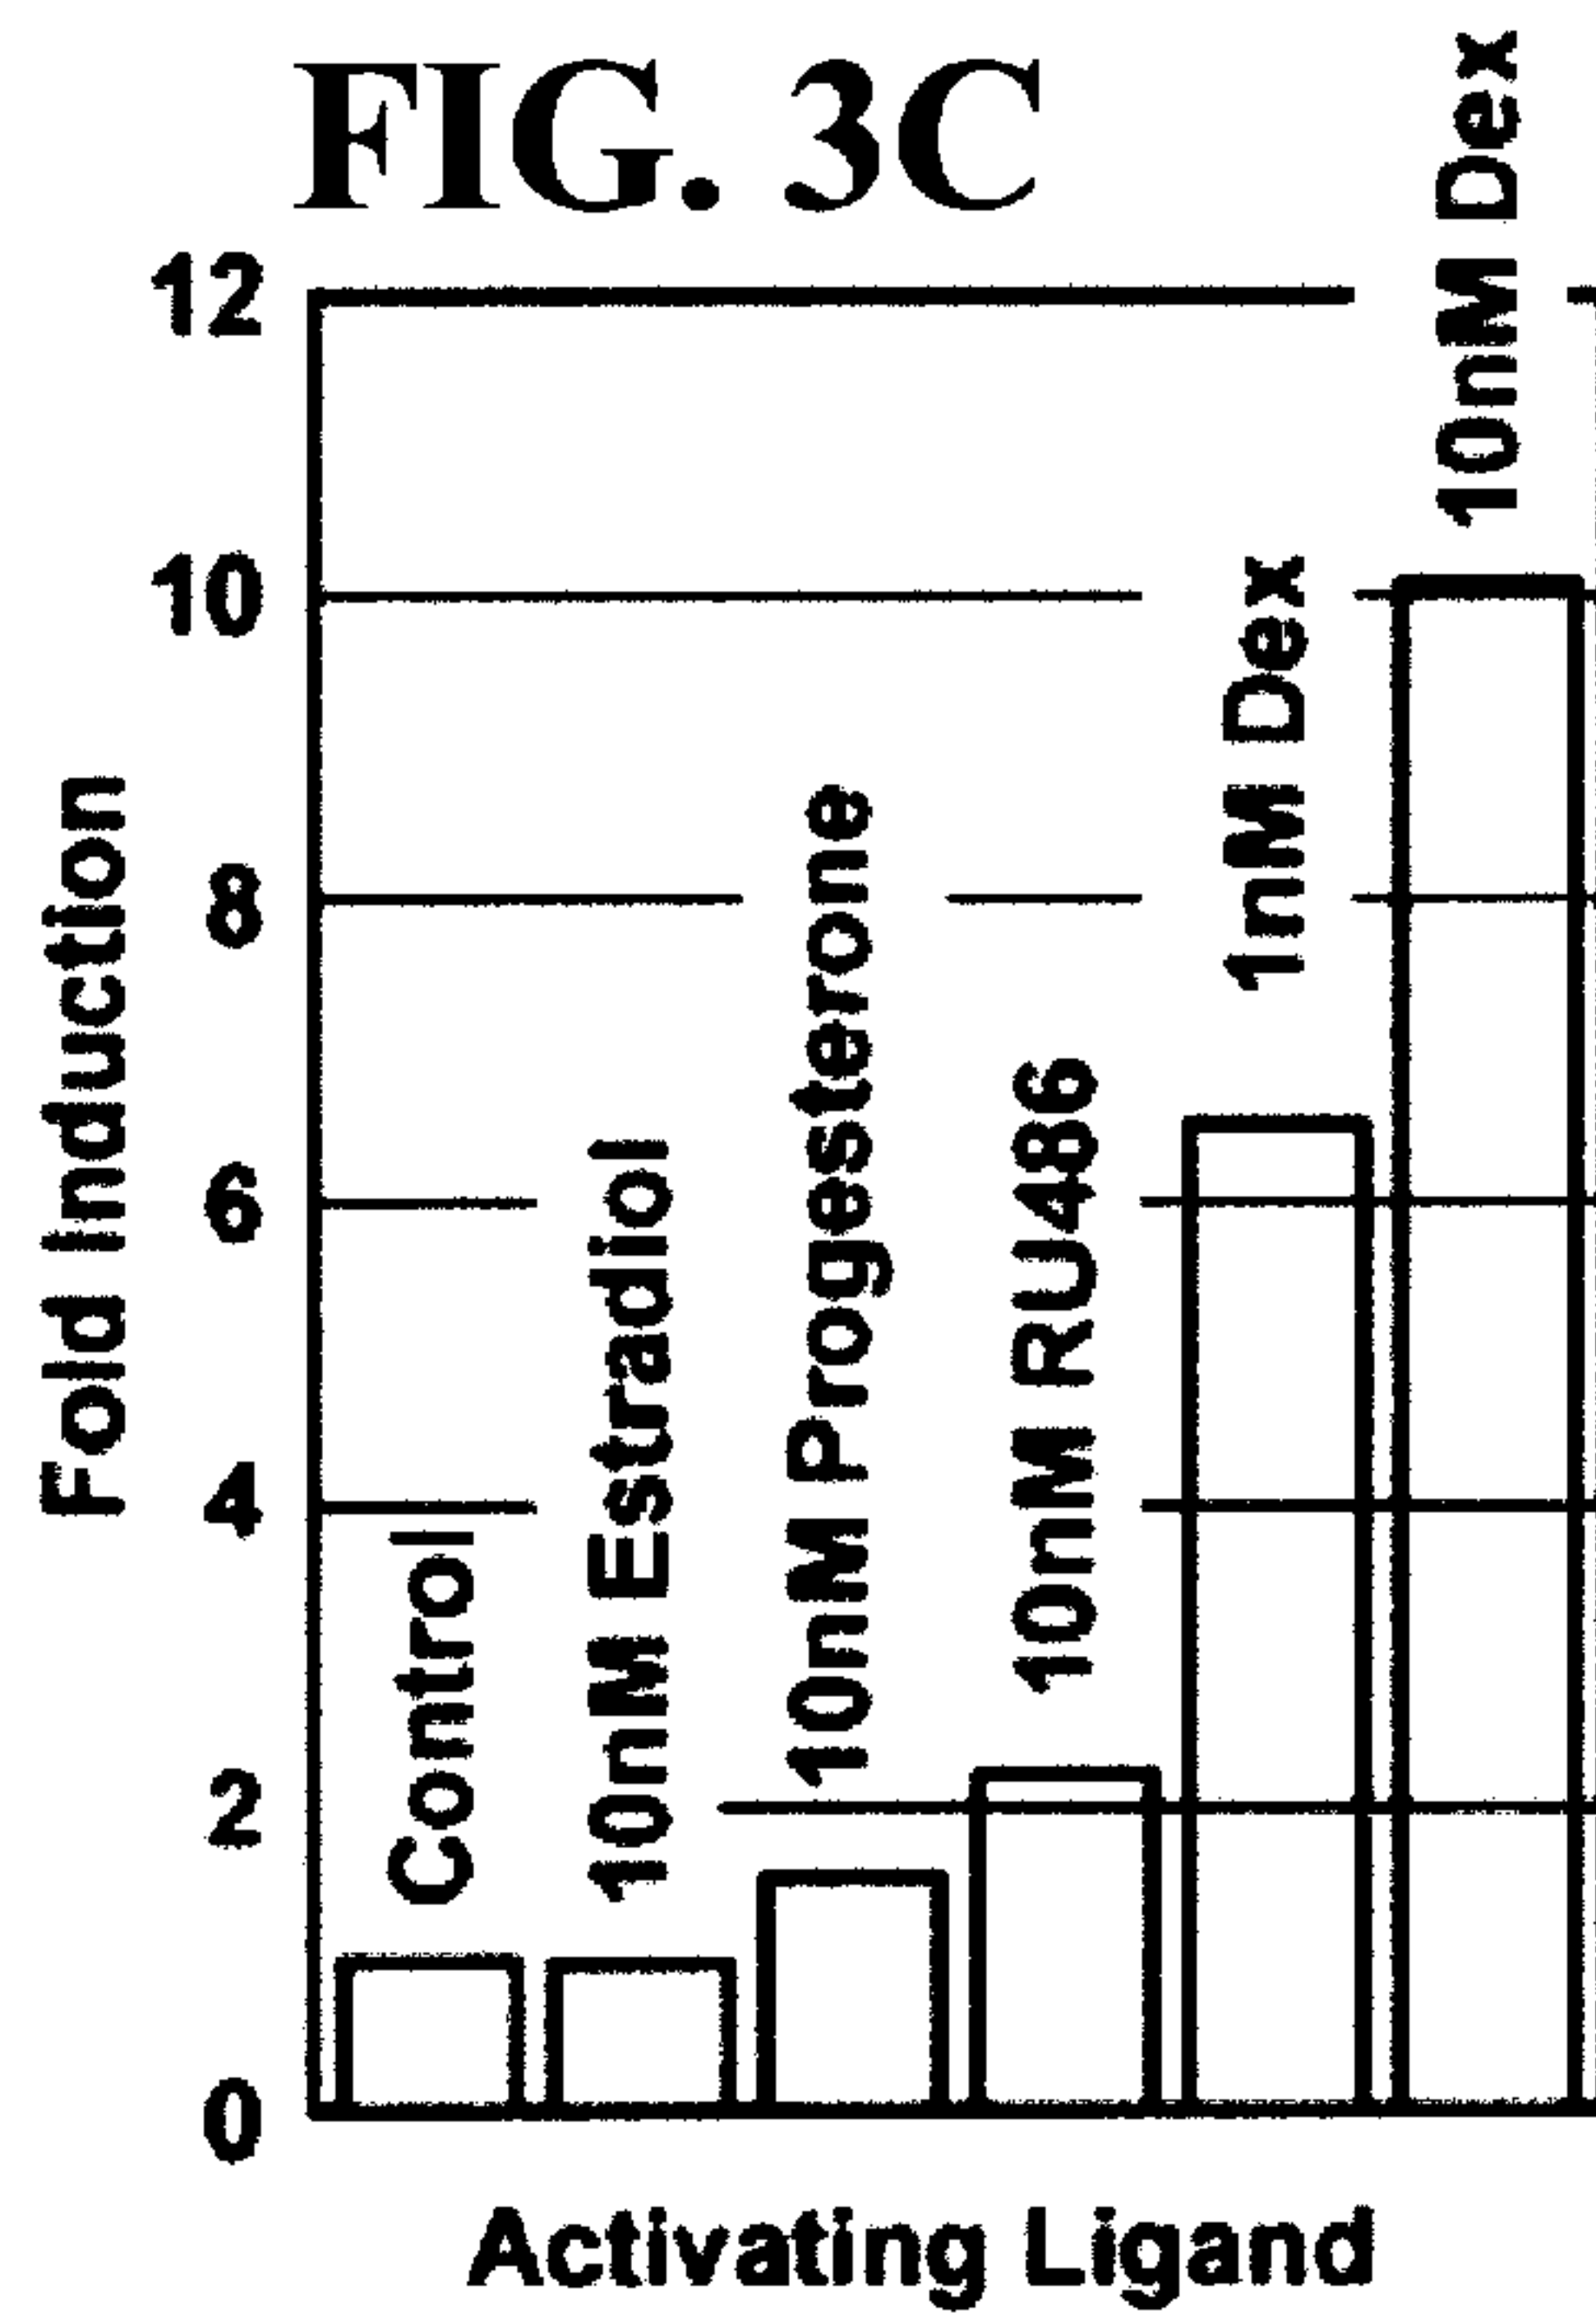 FIG. 3C
12
10
8
6
4
2
0
Fold Induction
Control
10nM Estradiol
10nM Progesterone
10nM RU486
1nM Dex
10nM Dex
Activating Ligand